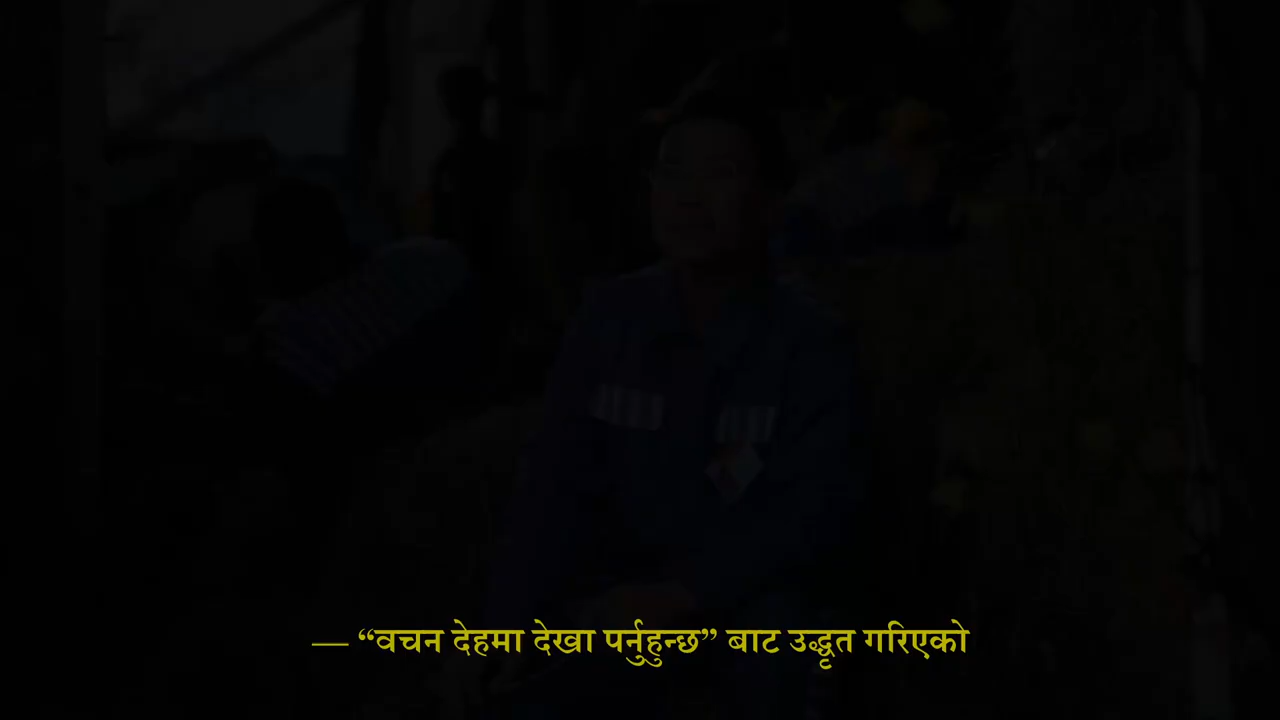 — “वचन देहमा देखा पर्नुहुन्छ” बाट उद्धृत गरिएको